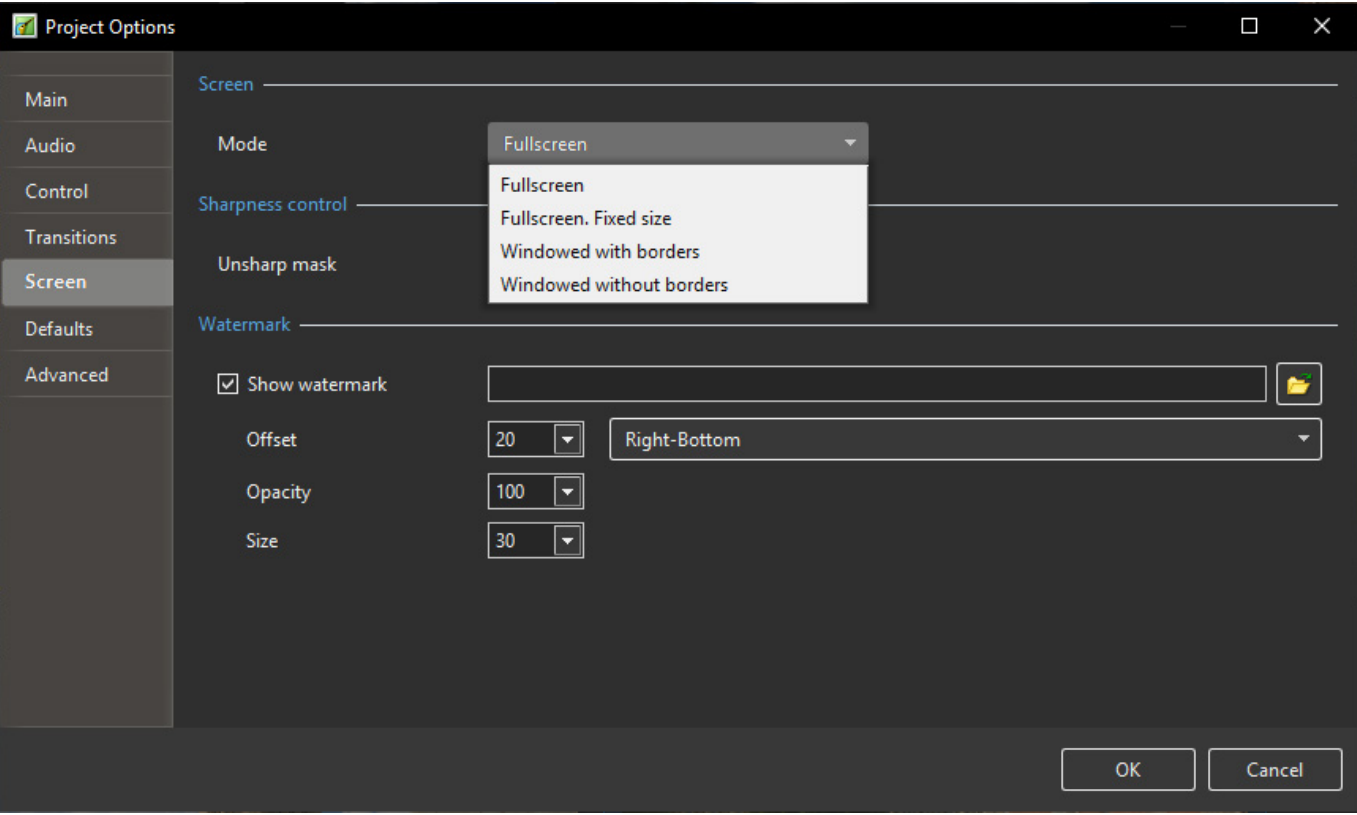 Project Options
Main
Audio
Control
Transitions
Screen
Defaults
Advanced
Screen
Mode
Fullscreen
Fullscreen
Fullscreen. Fixed size
Windowed with borders
Windowed without borders
Sharpness control
Unsharp mask
Watermark
Show watermark
Offset
20
Right-Bottom
Opacity
100
Size
30
OK
Cancel